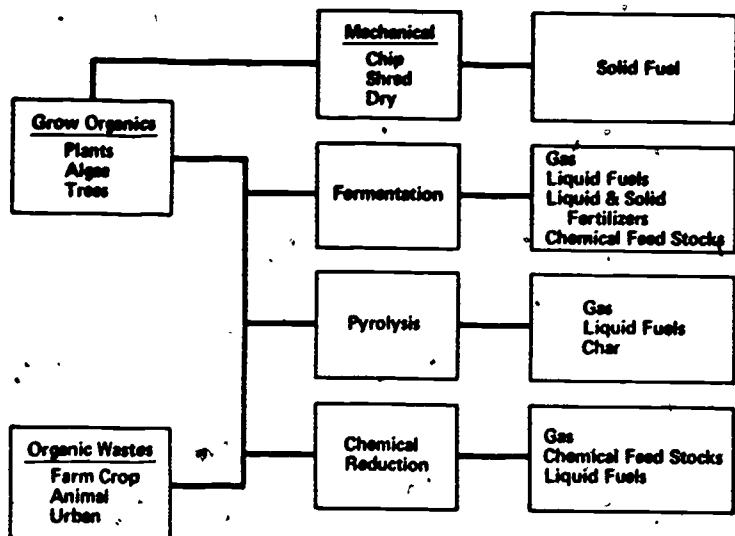 Mechanical
Chip
Shred
Dry
Solid Fuel
Grow Organics
Plants
Algae
Trees
Fermentation
Gas
Liquid Fuels
Liquid & Solid
Fertilizers
Chemical Feed Stocks
Pyrolysis
Gas
Liquid Fuels
Char
Organic Wastes
Farm Crop
Animal
Urban
Chemical
Reduction
Gas
Chemical Feed Stocks
Liquid Fuels